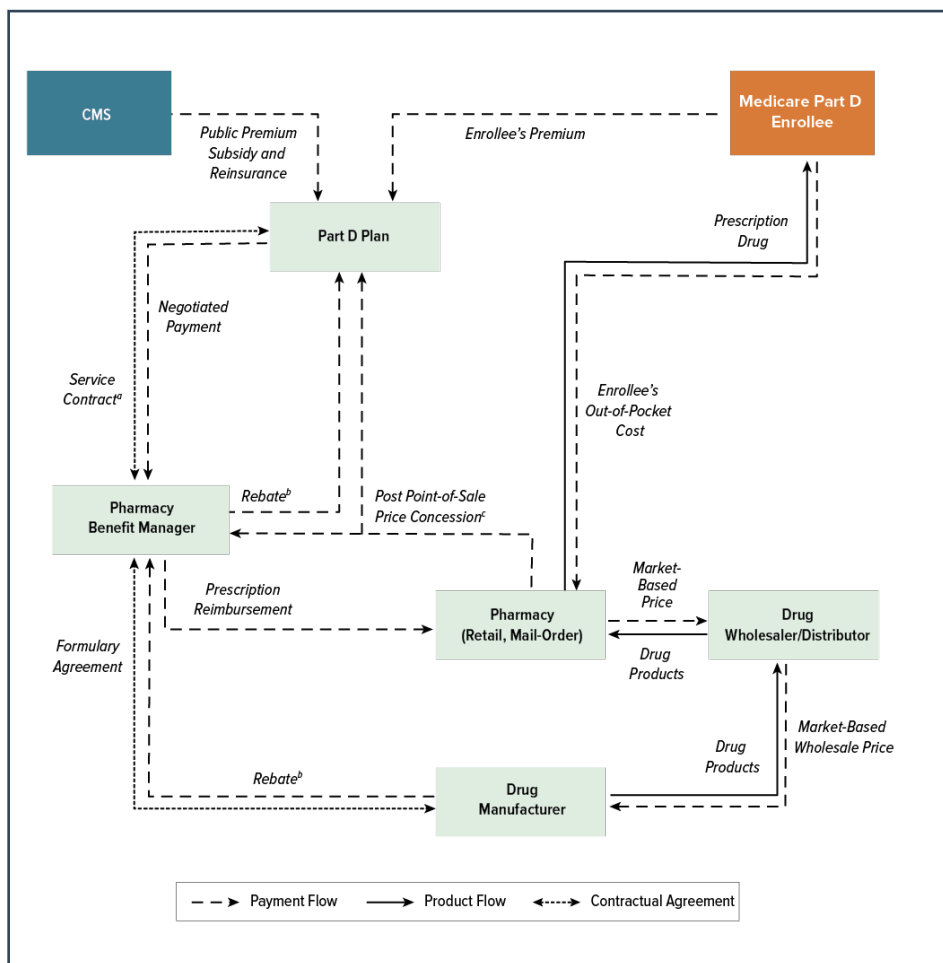 CMS
Medicare Part D
Enrollee
Public Premium
Subsidy and
Reinsurance
Enrollee's Premium
Part D Plan
Prescription
Drug
Negotiated
Payment
Service
Contractᵃ
Enrollee's
Out-of-Pocket
Cost
Pharmacy
Benefit Manager
Rebateᵇ
Post Point-of-Sale
Price Concessionᶜ
Prescription
Reimbursement
Pharmacy
(Retail, Mail-Order)
Market-
Based
Price
Drug
Wholesaler/Distributor
Drug
Products
Formulary
Agreement
Market-Based
Wholesale Price
Drug
Products
Rebateᵇ
Drug
Manufacturer
Payment Flow
Product Flow
Contractual Agreement